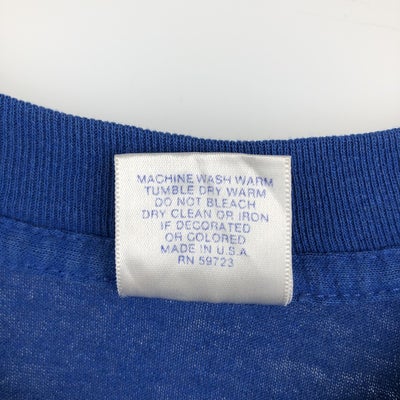 MACHINE WASH WARM
TUMBLE DRY WARM
DO NOT BLEACH
DRY CLEAN OR IRON
IF DECORATED
OR COLORED
MADE IN U.S.A
RN 59723